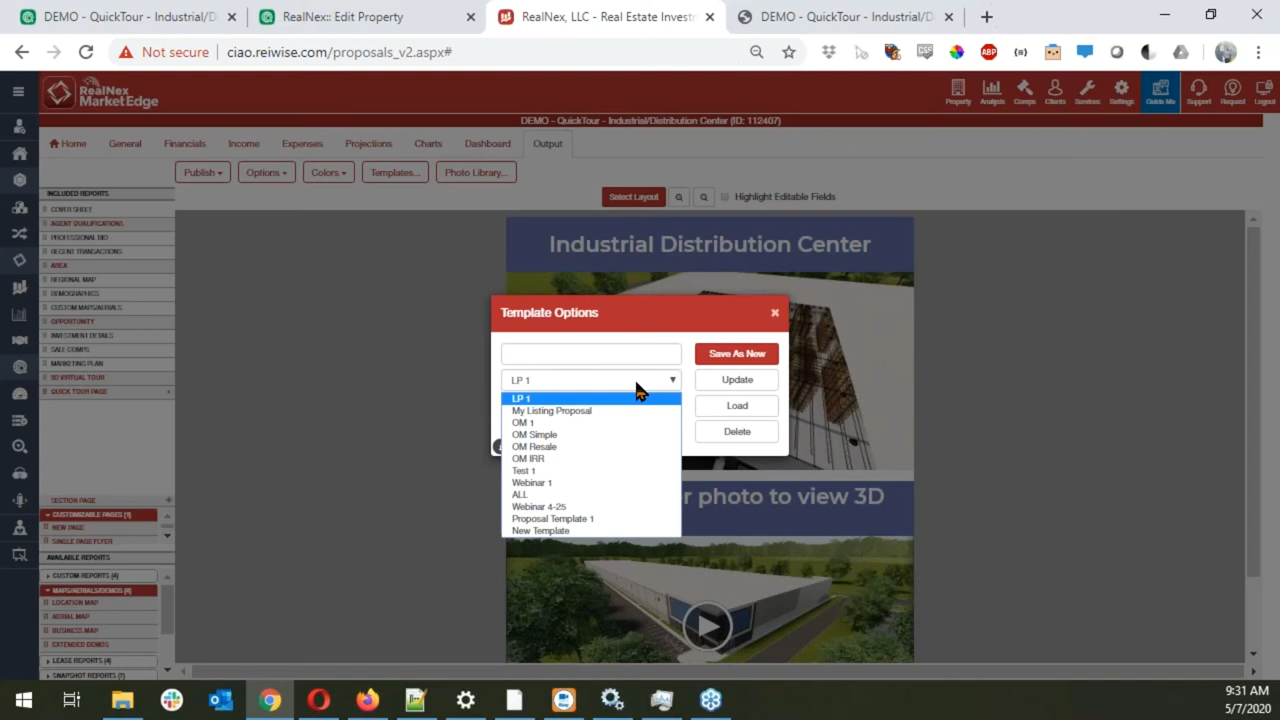 DEMO - QuickTour - Industrial/D
RealNex:: Edit Property
RealNex, LLC - Real Estate Invest
DEMO - QuickTour - Industrial/D
Not secure
ciao.reiwise.com/proposals_v2.aspx#
RealNex
MarketEdge
Property
Analysis
Comps
Clients
Services
Settings
Guide Me
Support
Request
Logout
DEMO - QuickTour - Industrial/Distribution Center (ID: 112407)
Home
General
Financials
Income
Expenses
Projections
Charts
Dashboard
Output
Publish
Options
Colors
Templates...
Photo Library...
INCLUDED REPORTS
Select Layout
Highlight Editable Fields
COVER SHEET
AGENT QUALIFICATIONS
PROFESSIONAL BIO
RECENT TRANSACTIONS
AREA
REGIONAL MAP
DEMOGRAPHICS
CUSTOM MAPS/AERIALS
OPPORTUNITY
INVESTMENT DETAILS
SALE COMPS
MARKETING PLAN
3D VIRTUAL TOUR
QUICK TOUR PAGE
SECTION PAGE
CUSTOMIZABLE PAGES [1]
NEW PAGE
SINGLE PAGE FLYER
AVAILABLE REPORTS
CUSTOM REPORTS (4)
MAPS/AERIALS/DEMOS [4]
LOCATION MAP
AERIAL MAP
BUSINESS MAP
EXTENDED DEMOS
LEASE REPORTS (4)
SNAPSHOT REPORTS (7)
Industrial Distribution Center
Template Options
Save As New
LP 1
Update
Load
Delete
LP 1
My Listing Proposal
OM 1
OM Simple
OM Resale
OM IRR
Test 1
Webinar 1
ALL
Webinar 4-25
Proposal Template 1
New Template
r photo to view 3D
9:31 AM
5/7/2020